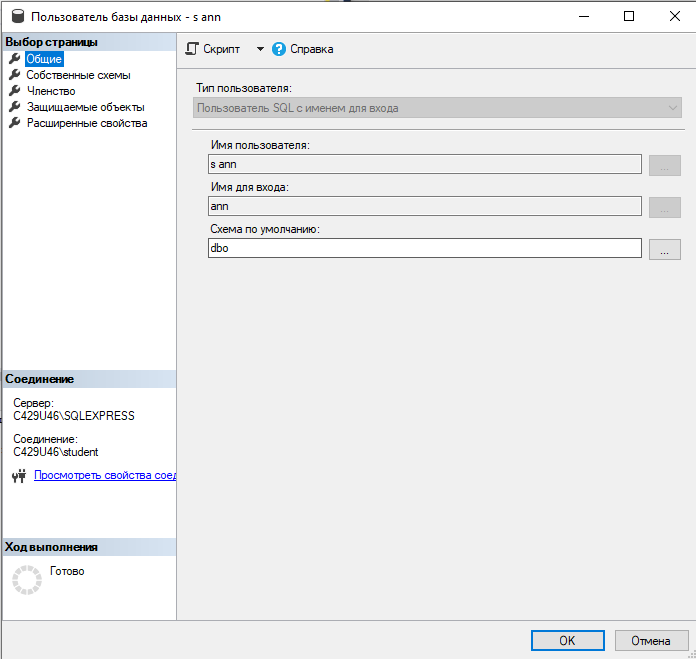 Пользователь базы данных - s ann
Выбор страницы
Общие
Собственные схемы
Членство
Защищаемые объекты
Расширенные свойства
Скрипт
Справка
Тип пользователя:
Пользователь SQL с именем для входа
Имя пользователя:
s ann
...
Имя для входа:
ann
...
Схема по умолчанию:
dbo
...
Соединение
Сервер:
C429U46\SQLEXPRESS
Соединение:
C429U46\student
Просмотреть свойства соед
Ход выполнения
Готово
OK
Отмена